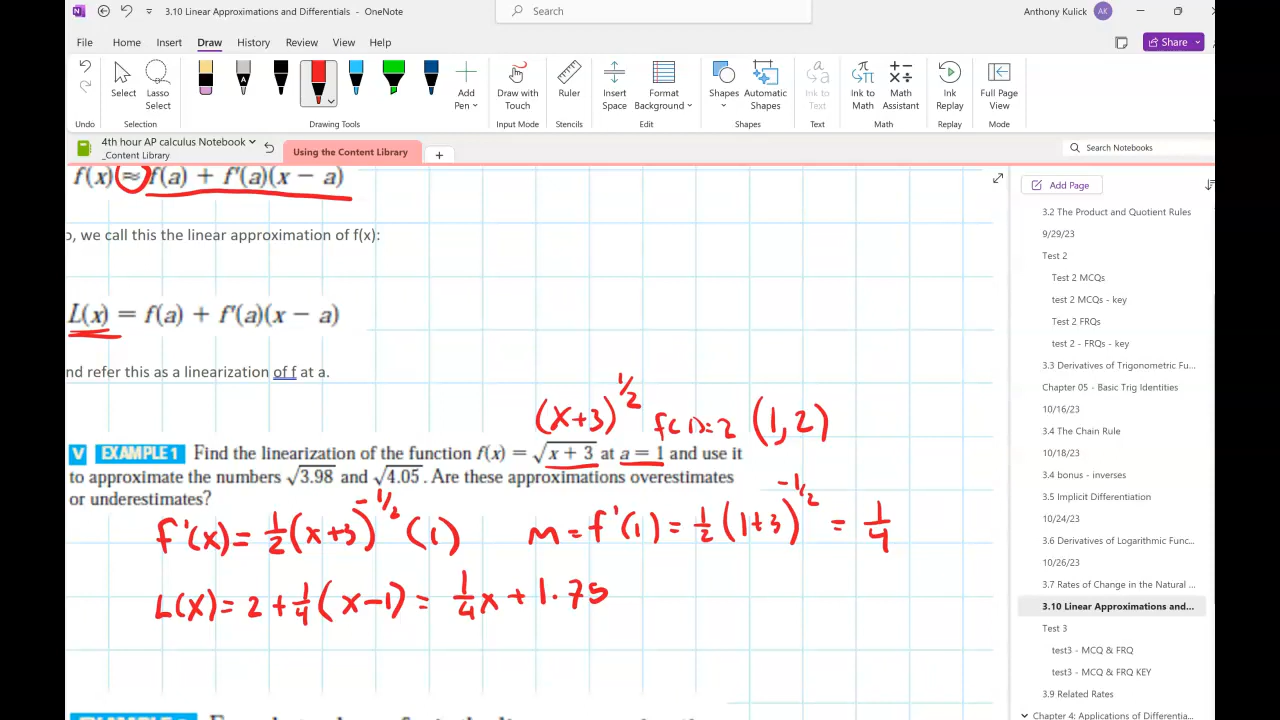 3.10 Linear Approximations and Differentials - OneNote
Search
Anthony Kulick AK
File Home Insert Draw History Review View Help
Share
Select
Lasso Select
Add Pen
Draw with Touch
Ruler
Insert Space
Format Background
Shapes
Automatic Shapes
Ink to Text
Ink to Math
Math Assistant
Ink Replay
Full Page View
Undo Selection Drawing Tools Input Mode Stencils Edit Shapes Text Math Replay Mode
4th hour AP calculus Notebook
_Content Library
Using the Content Library
+
Search Notebooks
f(x) ≈ f(a) + f'(a)(x − a)
o, we call this the linear approximation of f(x):
L(x) = f(a) + f'(a)(x − a)
nd refer this as a linearization of f at a.
(x+3)^1/2 f(1)=2 (1,2)
V EXAMPLE 1 Find the linearization of the function f(x) = √x + 3 at a = 1 and use it
to approximate the numbers √3.98 and √4.05. Are these approximations overestimates
or underestimates?
f'(x) = 1/2 (x+3)^-1/2 (1) m = f'(1) = 1/2 (1+3)^-1/2 = 1/4
L(x) = 2 + 1/4 (x-1) = 1/4 x + 1.75
Add Page
3.2 The Product and Quotient Rules
9/29/23
Test 2
Test 2 MCQs
test 2 MCQs - key
Test 2 FRQs
test 2 - FRQs - key
3.3 Derivatives of Trigonometric Fu...
Chapter 05 - Basic Trig Identities
10/16/23
3.4 The Chain Rule
10/18/23
3.4 bonus - inverses
3.5 Implicit Differentiation
10/24/23
3.6 Derivatives of Logarithmic Func...
10/26/23
3.7 Rates of Change in the Natural ...
3.10 Linear Approximations and...
Test 3
test3 - MCQ & FRQ
test3 - MCQ & FRQ KEY
3.9 Related Rates
Chapter 4: Applications of Differentia...